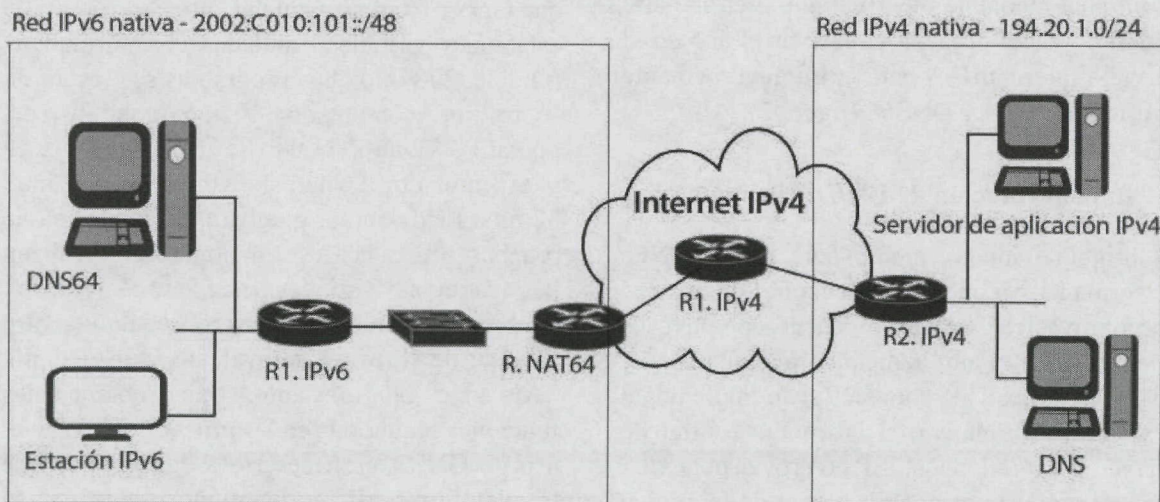 Red IPv6 nativa - 2002:C010:101::/48
Red IPv4 nativa - 194.20.1.0/24
Internet IPv4
Servidor de aplicación IPv4
DNS64
R1. IPv4
R1. IPv6
R. NAT64
R2. IPv4
Estación IPv6
DNS